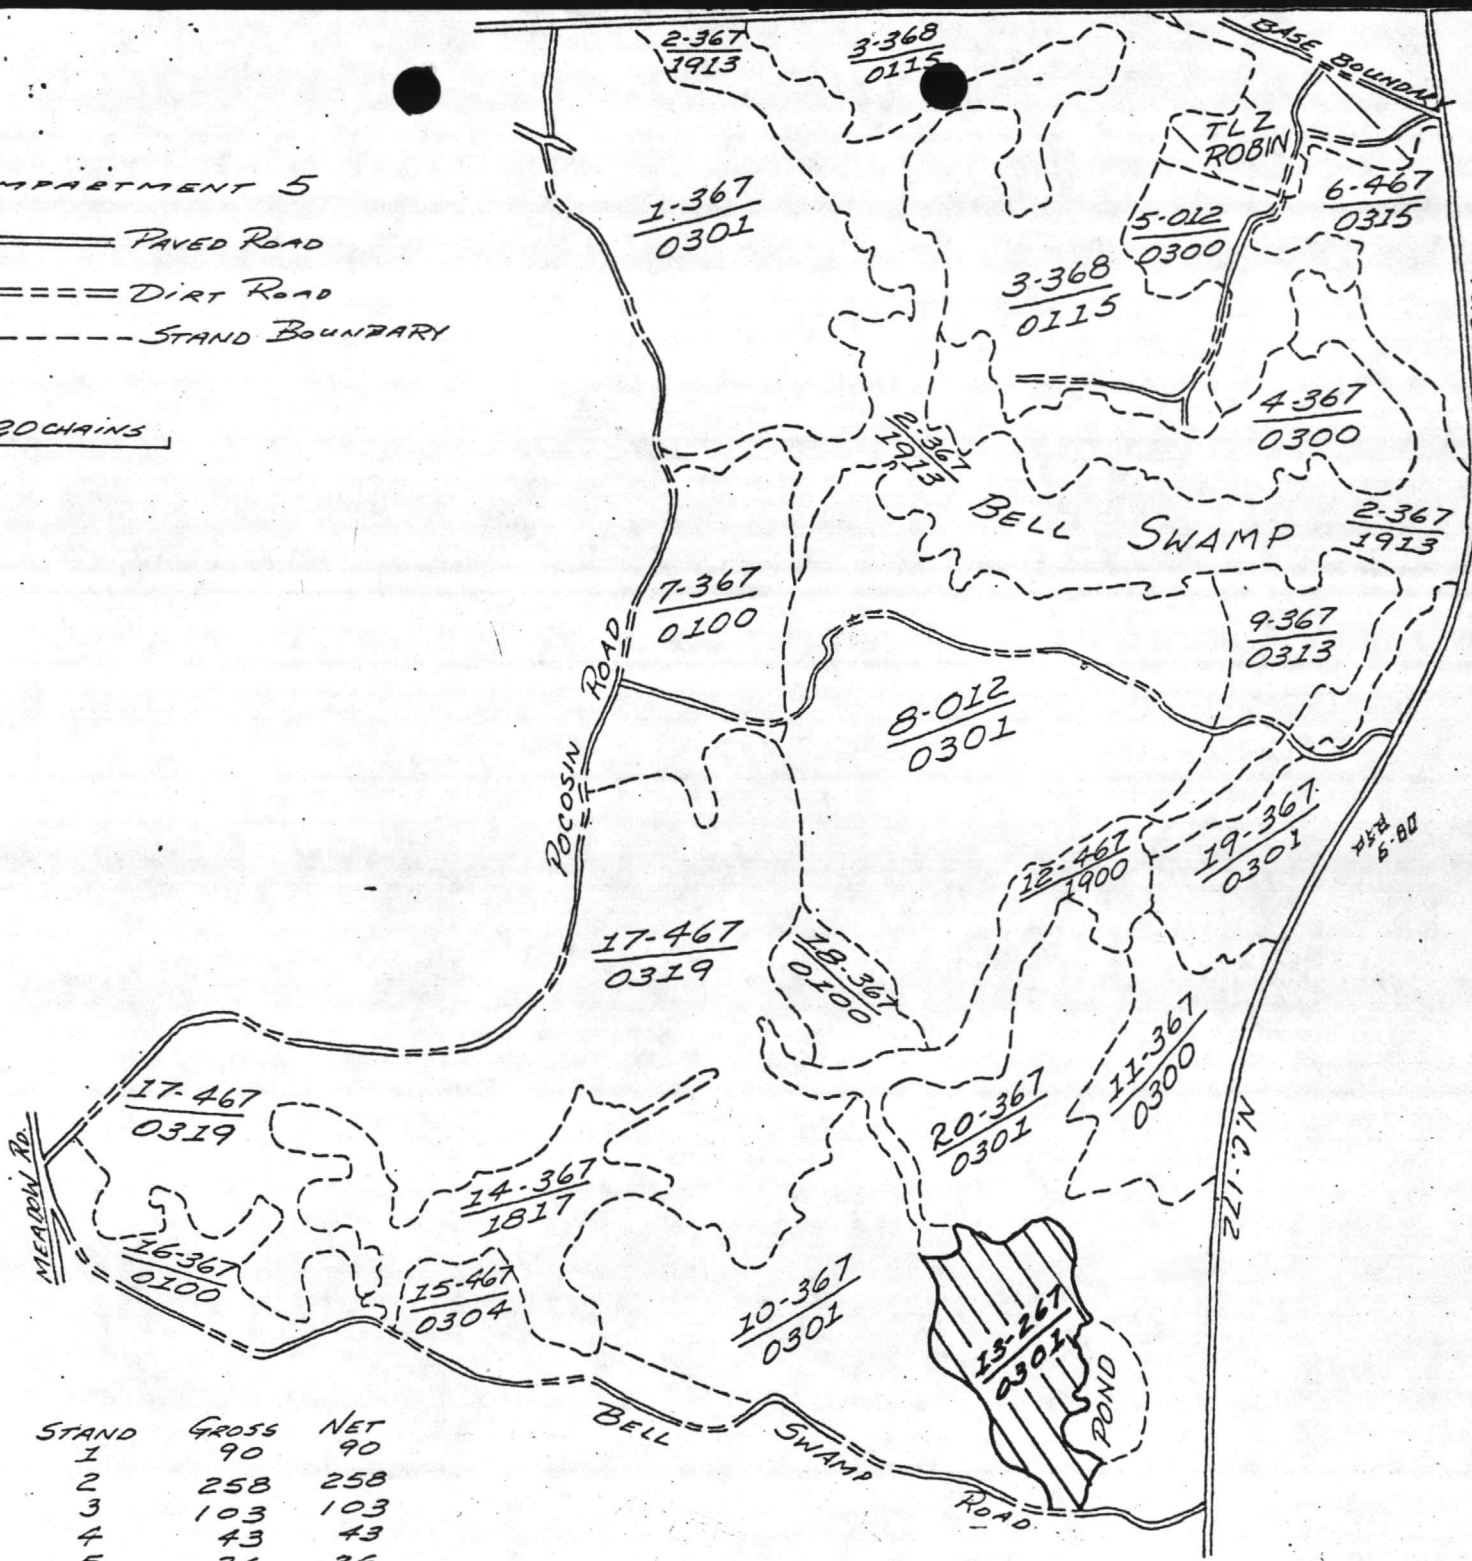 2-367
1913
3-368
0115
BASE BOUNDARY
TLZ
ROBIN
MPARTMENT 5
PAVED ROAD
DIRT ROAD
STAND BOUNDARY
20 CHAINS
1-367
0301
5-012
0300
6-467
0315
3-368
0115
4-367
0300
2-367
1913
BELL SWAMP
2-367
1913
7-367
0100
9-367
0313
POCOSIN ROAD
8-012
0301
12-467
1900
19-367
0301
17-467
0319
18-367
0100
11-367
0300
17-467
0319
20-367
0301
N.C. 172
MEADOW RD.
14-367
1817
16-367
0100
15-467
0304
10-367
0301
13-267
0301
POND
BELL SWAMP ROAD
STAND GROSS NET
1 90 90
2 258 258
3 103 103
4 43 43